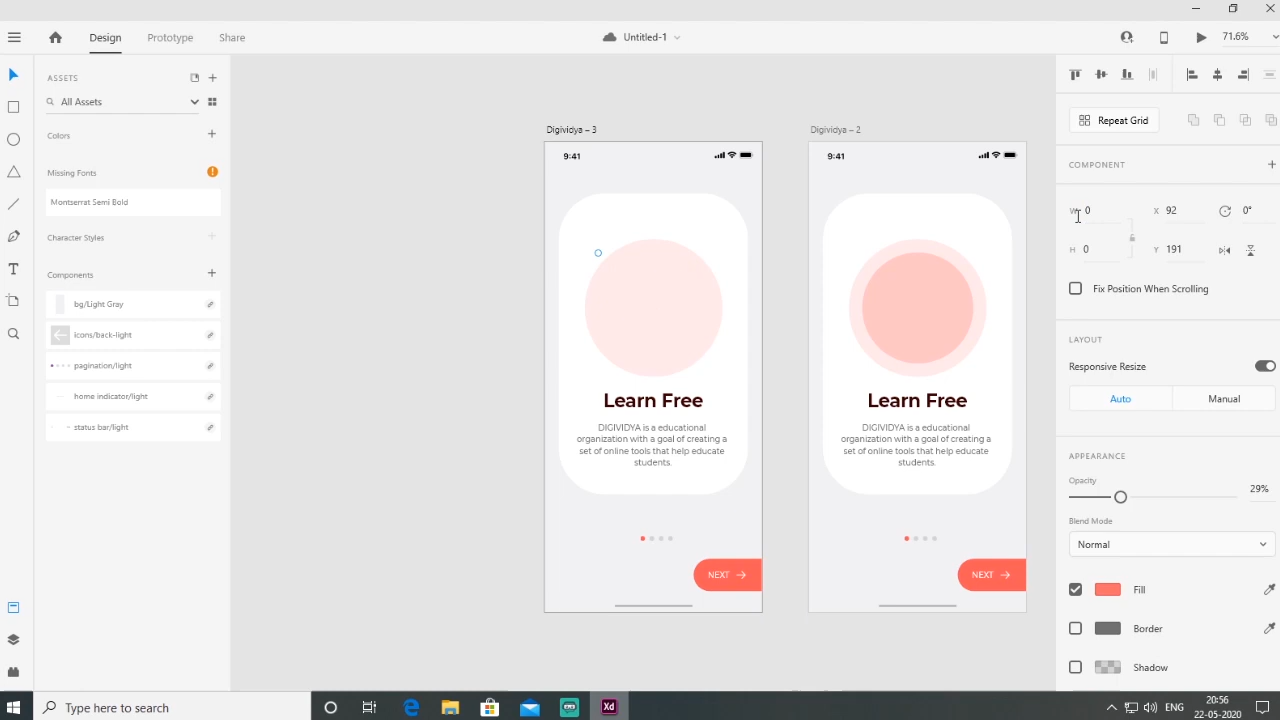 Design
Prototype
Share
Untitled-1
71.6%
ASSETS
All Assets
Colors
Missing Fonts
Montserrat Semi Bold
Character Styles
Components
bg/Light Gray
icons/back-light
pagination/light
home indicator/light
status bar/light
Digividya – 3
9:41
Learn Free
DIGIVIDYA is a educational
organization with a goal of creating a
set of online tools that help educate
students.
NEXT
Digividya – 2
9:41
Learn Free
DIGIVIDYA is a educational
organization with a goal of creating a
set of online tools that help educate
students.
NEXT
Repeat Grid
COMPONENT
W 0 X 92 0°
H 0 Y 191
Fix Position When Scrolling
LAYOUT
Responsive Resize
Auto Manual
APPEARANCE
Opacity
29%
Blend Mode
Normal
Fill
Border
Shadow
Type here to search
Xd
ENG
20:56
22-05-2020